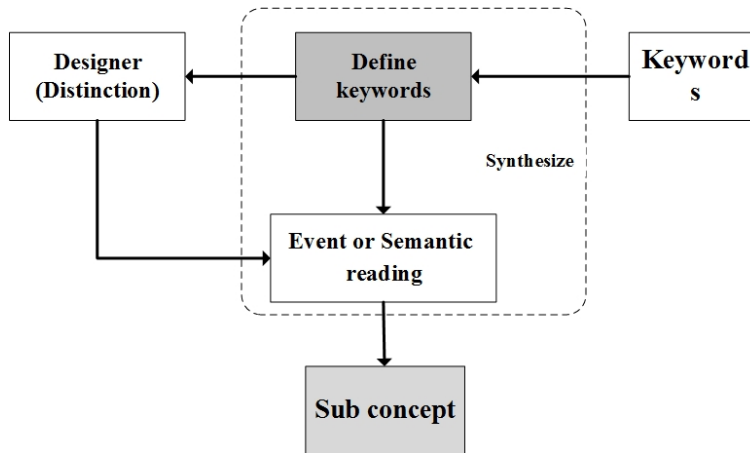 Designer
(Distinction)
Define
keywords
Keyword
s
Synthesize
Event or Semantic
reading
Sub concept